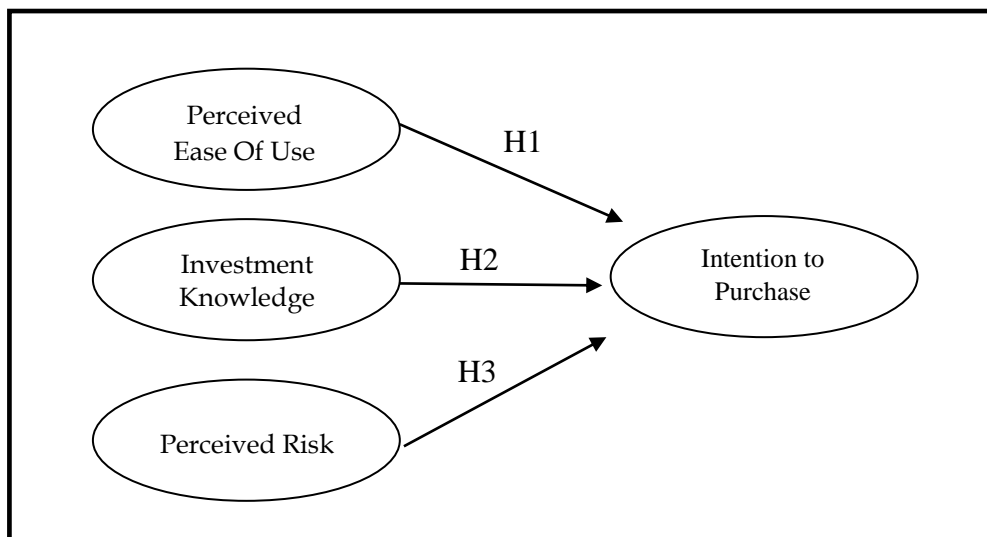 Perceived
Ease Of Use
H1
Investment
Knowledge
H2
Intention to
Purchase
H3
Perceived Risk